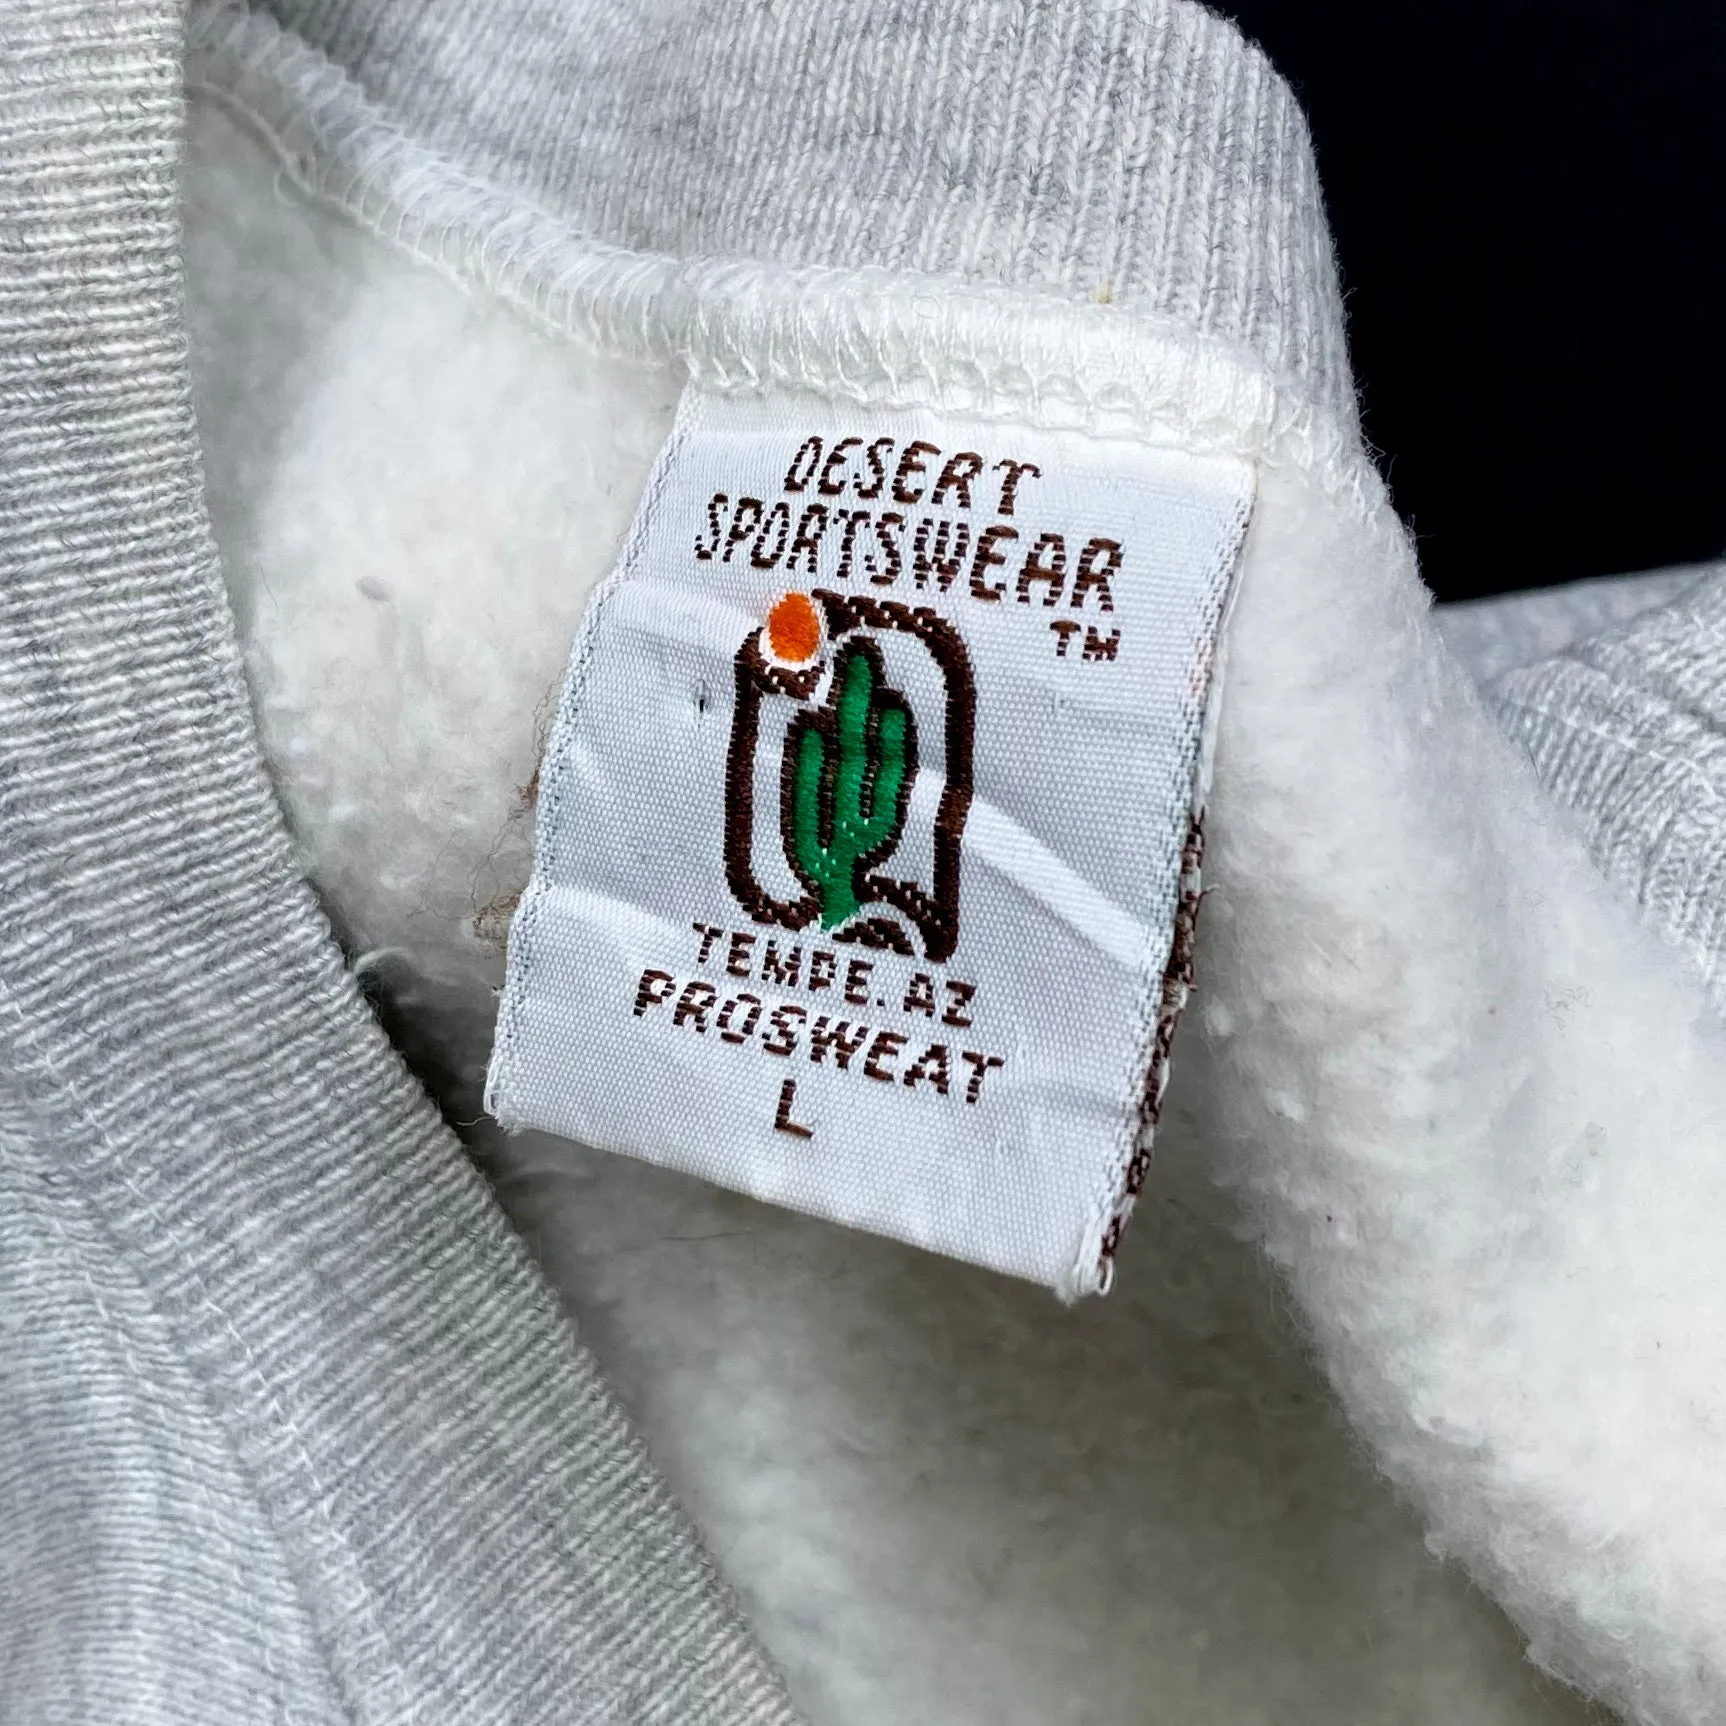 DESERT
SPORTSWEAR
TM
TEMPE. AZ
PROSWEAT
L